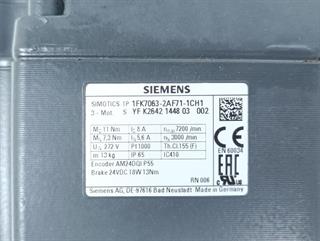 SIEMENS
SIMOTICS 1P 1FK7063-2AF71-1CH1
3~Mot. S YF K2642 1448 03 002
M₀ 11 Nm I₀ 8 A nmax 7200 /min
MN 7,3 Nm IN 5,6 A nN 3000 /min
UIN 272 V Pt1000 Th.Cl.155 (F)
m: 13 kg IP 65 IC410
EN 60034
Encoder AM24DQI P55
Brake 24VDC 18W 13Nm
EAC
RN 006
Siemens AG, DE-97616 Bad Neustadt Made in Germany